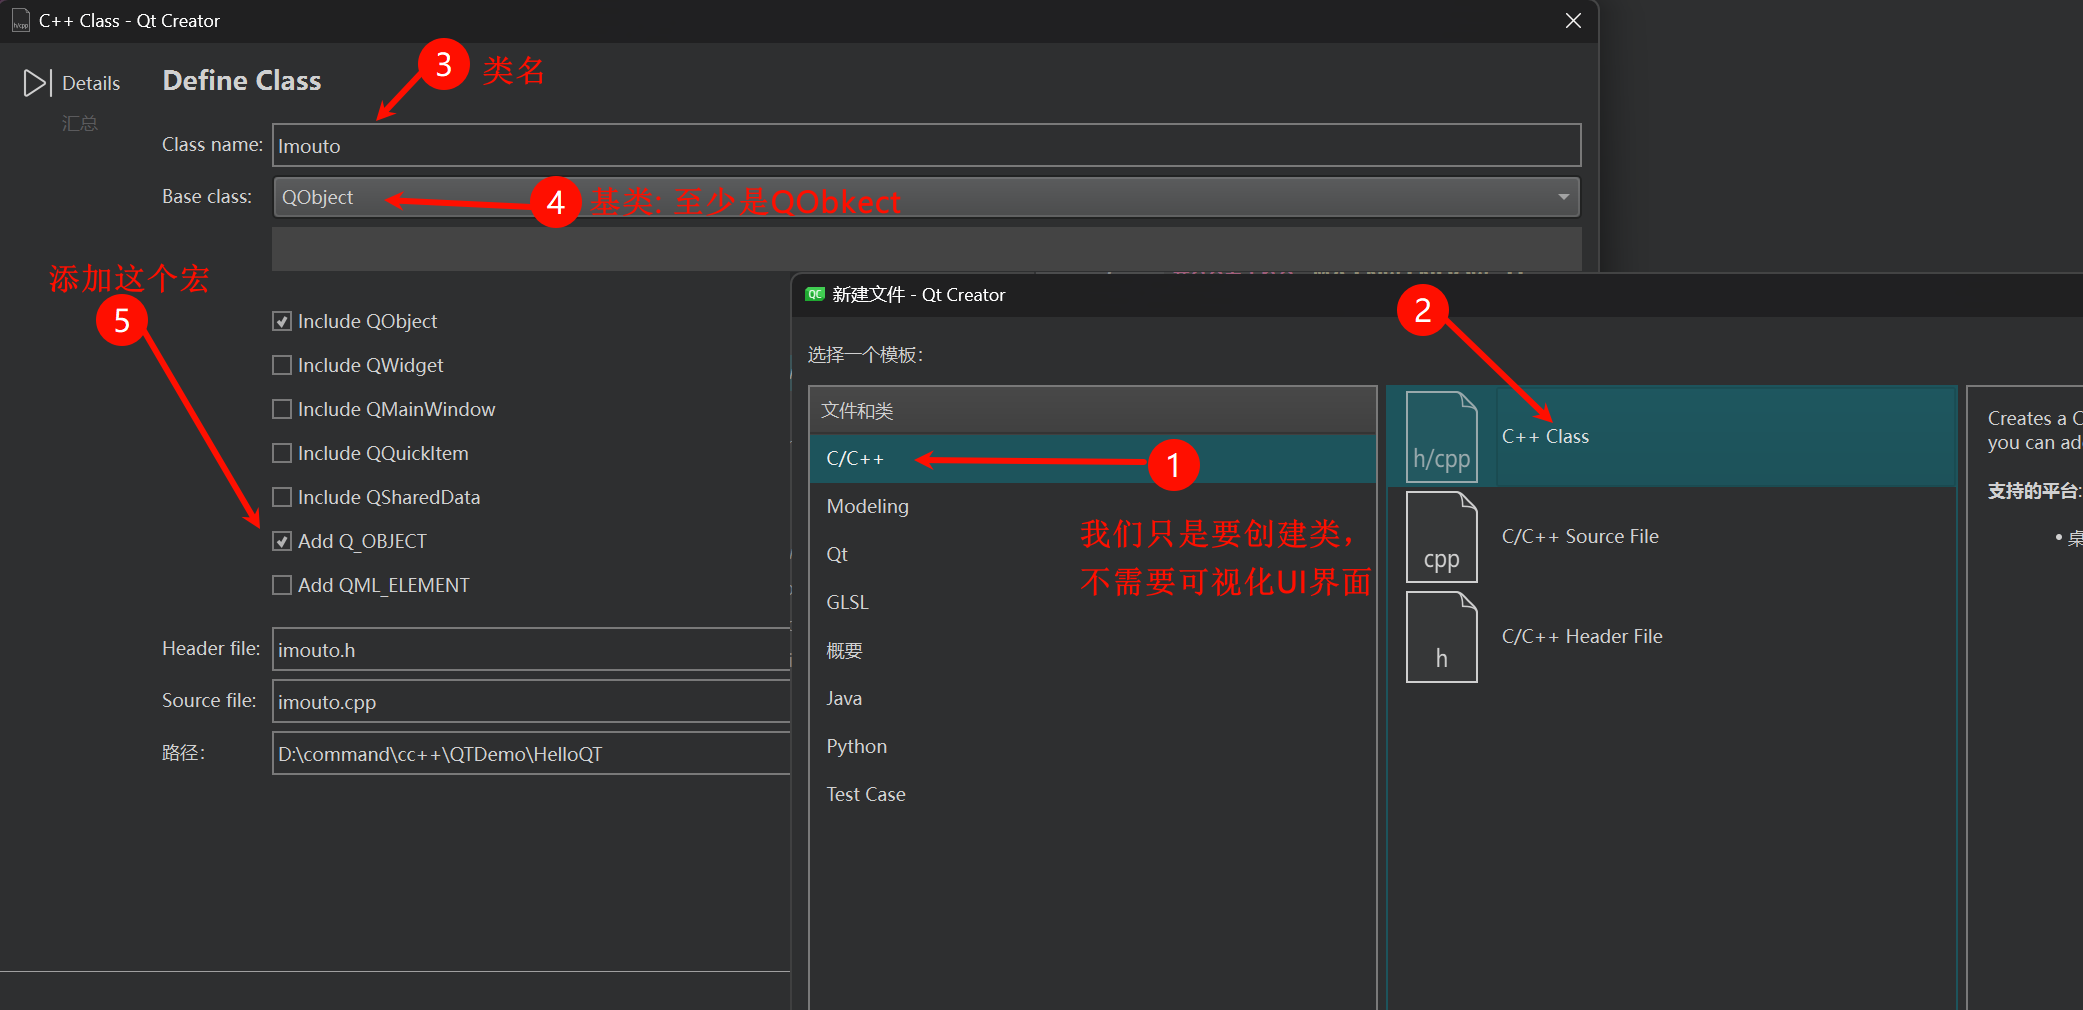 C++ Class - Qt Creator
Details
汇总
Define Class
3 类名
Class name: Imouto
Base class: QObject
4 基类: 至少是QObkect
添加这个宏
5
Include QObject
Include QWidget
Include QMainWindow
Include QQuickItem
Include QSharedData
Add Q_OBJECT
Add QML_ELEMENT
Header file: imouto.h
Source file: imouto.cpp
路径: D:\command\cc++\QTDemo\HelloQT
QC 新建文件 - Qt Creator
选择一个模板:
文件和类
C/C++
1
Modeling
Qt
GLSL
概要
Java
Python
Test Case
我们只是要创建类,
不需要可视化UI界面
2
h/cpp C++ Class
cpp C/C++ Source File
h C/C++ Header File
Creates a C
you can ad
支持的平台:
• 桌